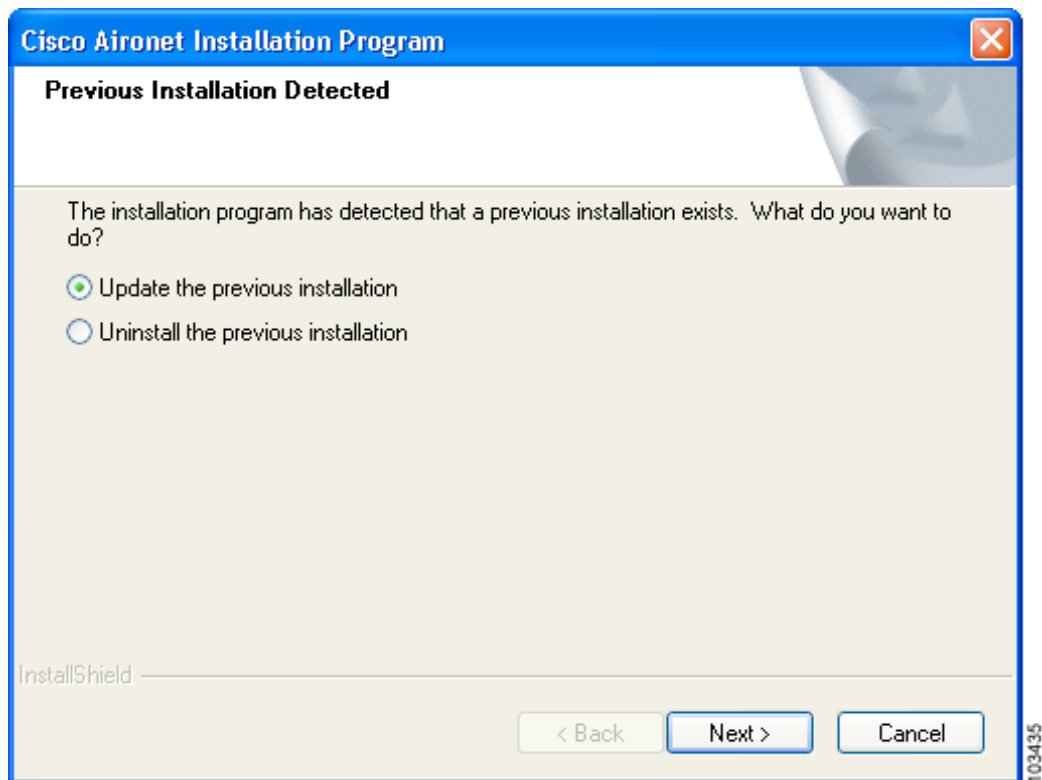 Cisco Aironet Installation Program
Previous Installation Detected
The installation program has detected that a previous installation exists.  What do you want to
do?
Update the previous installation
Uninstall the previous installation
InstallShield
< Back
Next >
Cancel
103435